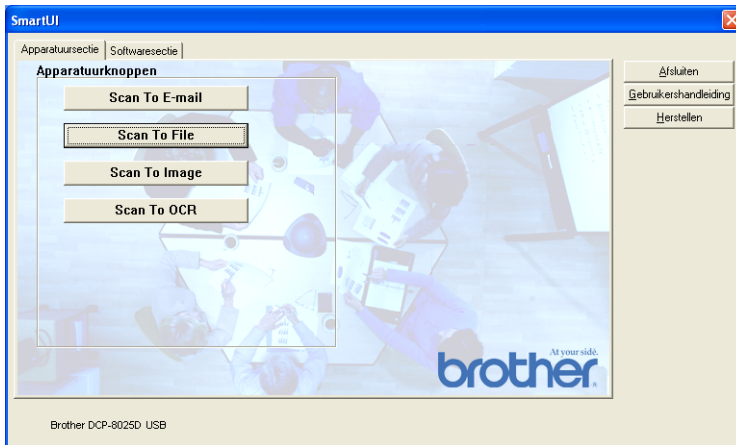 SmartUI
Apparatuursectie
Softwaresectie
Apparatuurknoppen
Scan To E-mail
Scan To File
Scan To Image
Scan To OCR
Afsluiten
Gebruikershandleiding
Herstellen
At your side.
brother
Brother DCP-8025D USB